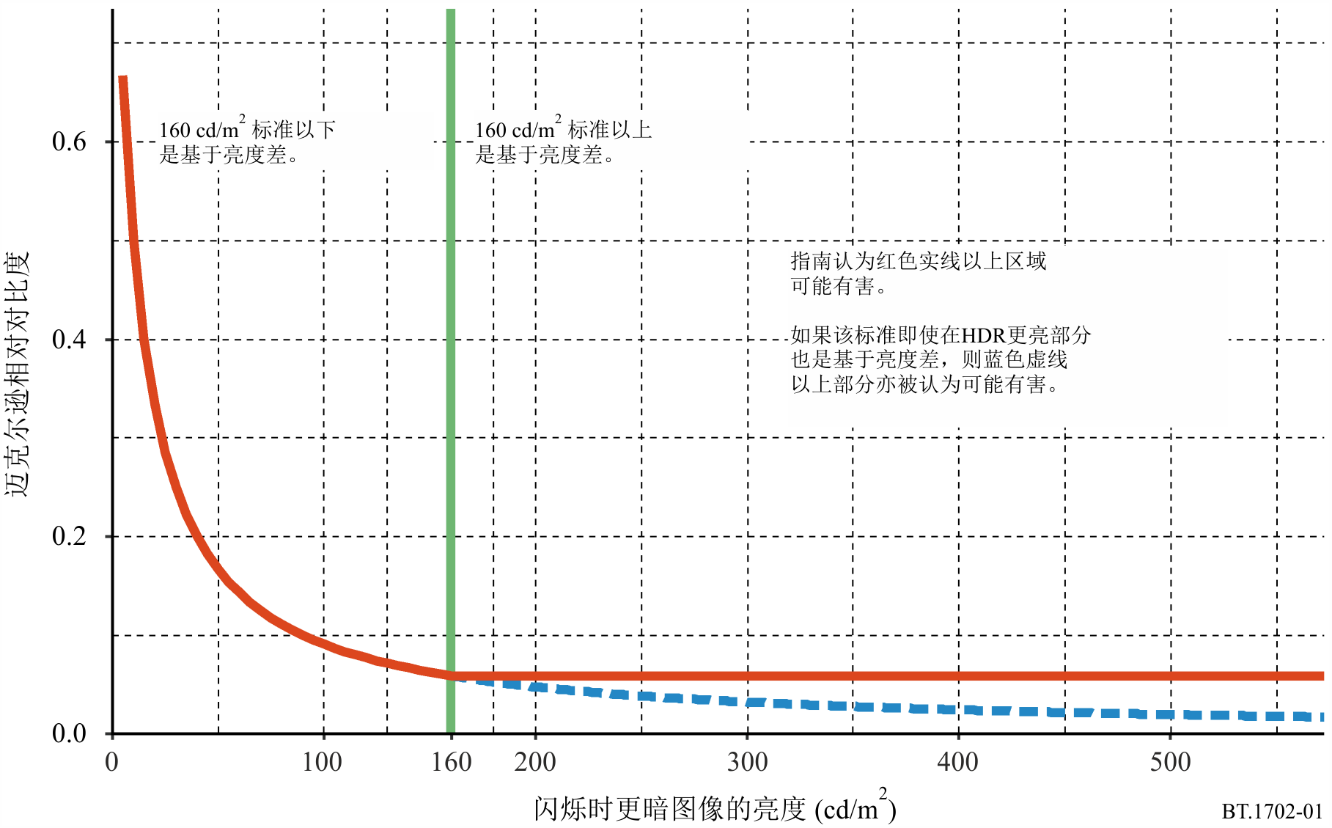 160 cd/m² 标准以下
是基于亮度差。
160 cd/m² 标准以上
是基于亮度差。
指南认为红色实线以上区域
可能有害。
如果该标准即使在HDR更亮部分
也是基于亮度差，则蓝色虚线
以上部分亦被认为可能有害。
迈克尔逊相对对比度
0.6
0.4
0.2
0.0
0
100
160
200
300
400
500
闪烁时更暗图像的亮度 (cd/m²)
BT.1702-01